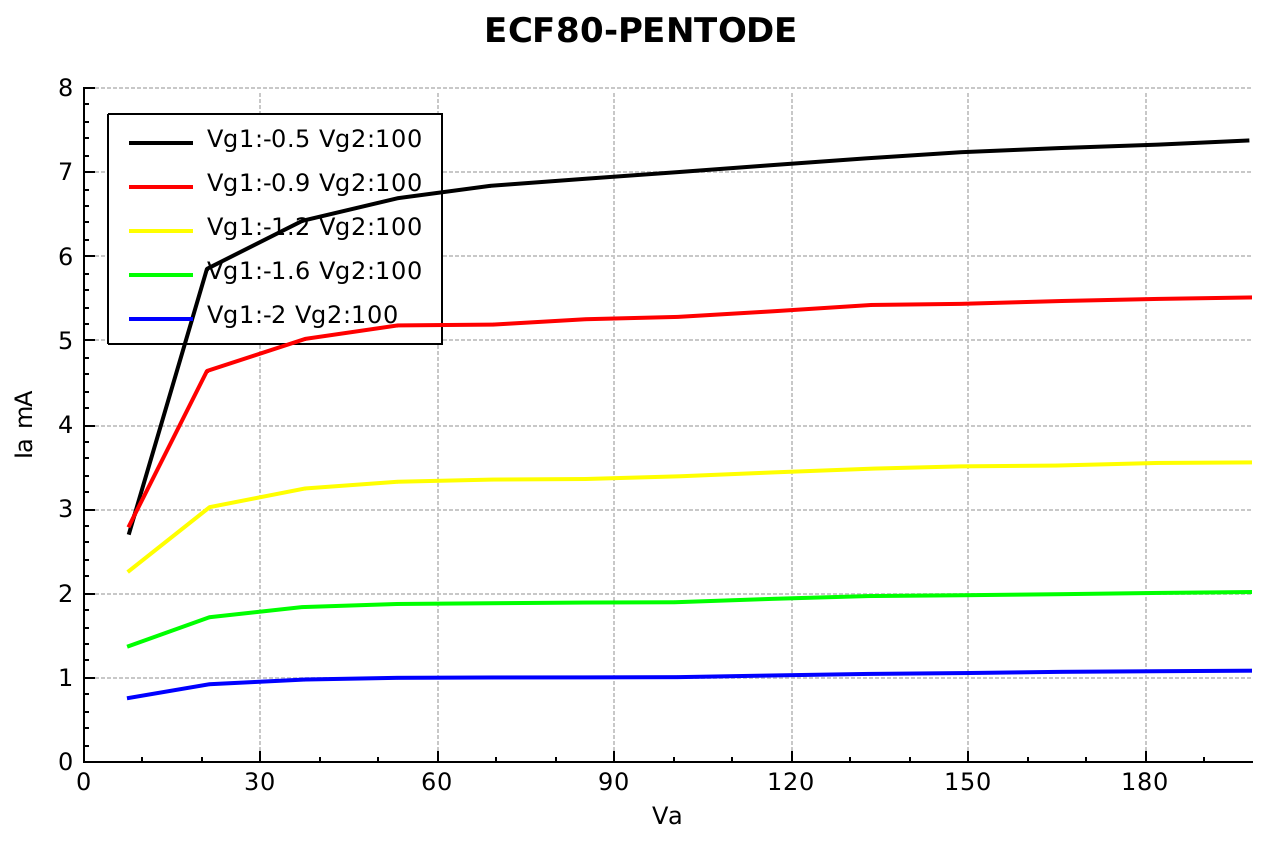 ECF80-PENTODE
8
7
6
5
4
3
2
1
0
Ia mA
Vg1:-0.5 Vg2:100
Vg1:-0.9 Vg2:100
Vg1:-1.2 Vg2:100
Vg1:-1.6 Vg2:100
Vg1:-2 Vg2:100
0 30 60 90 120 150 180
Va